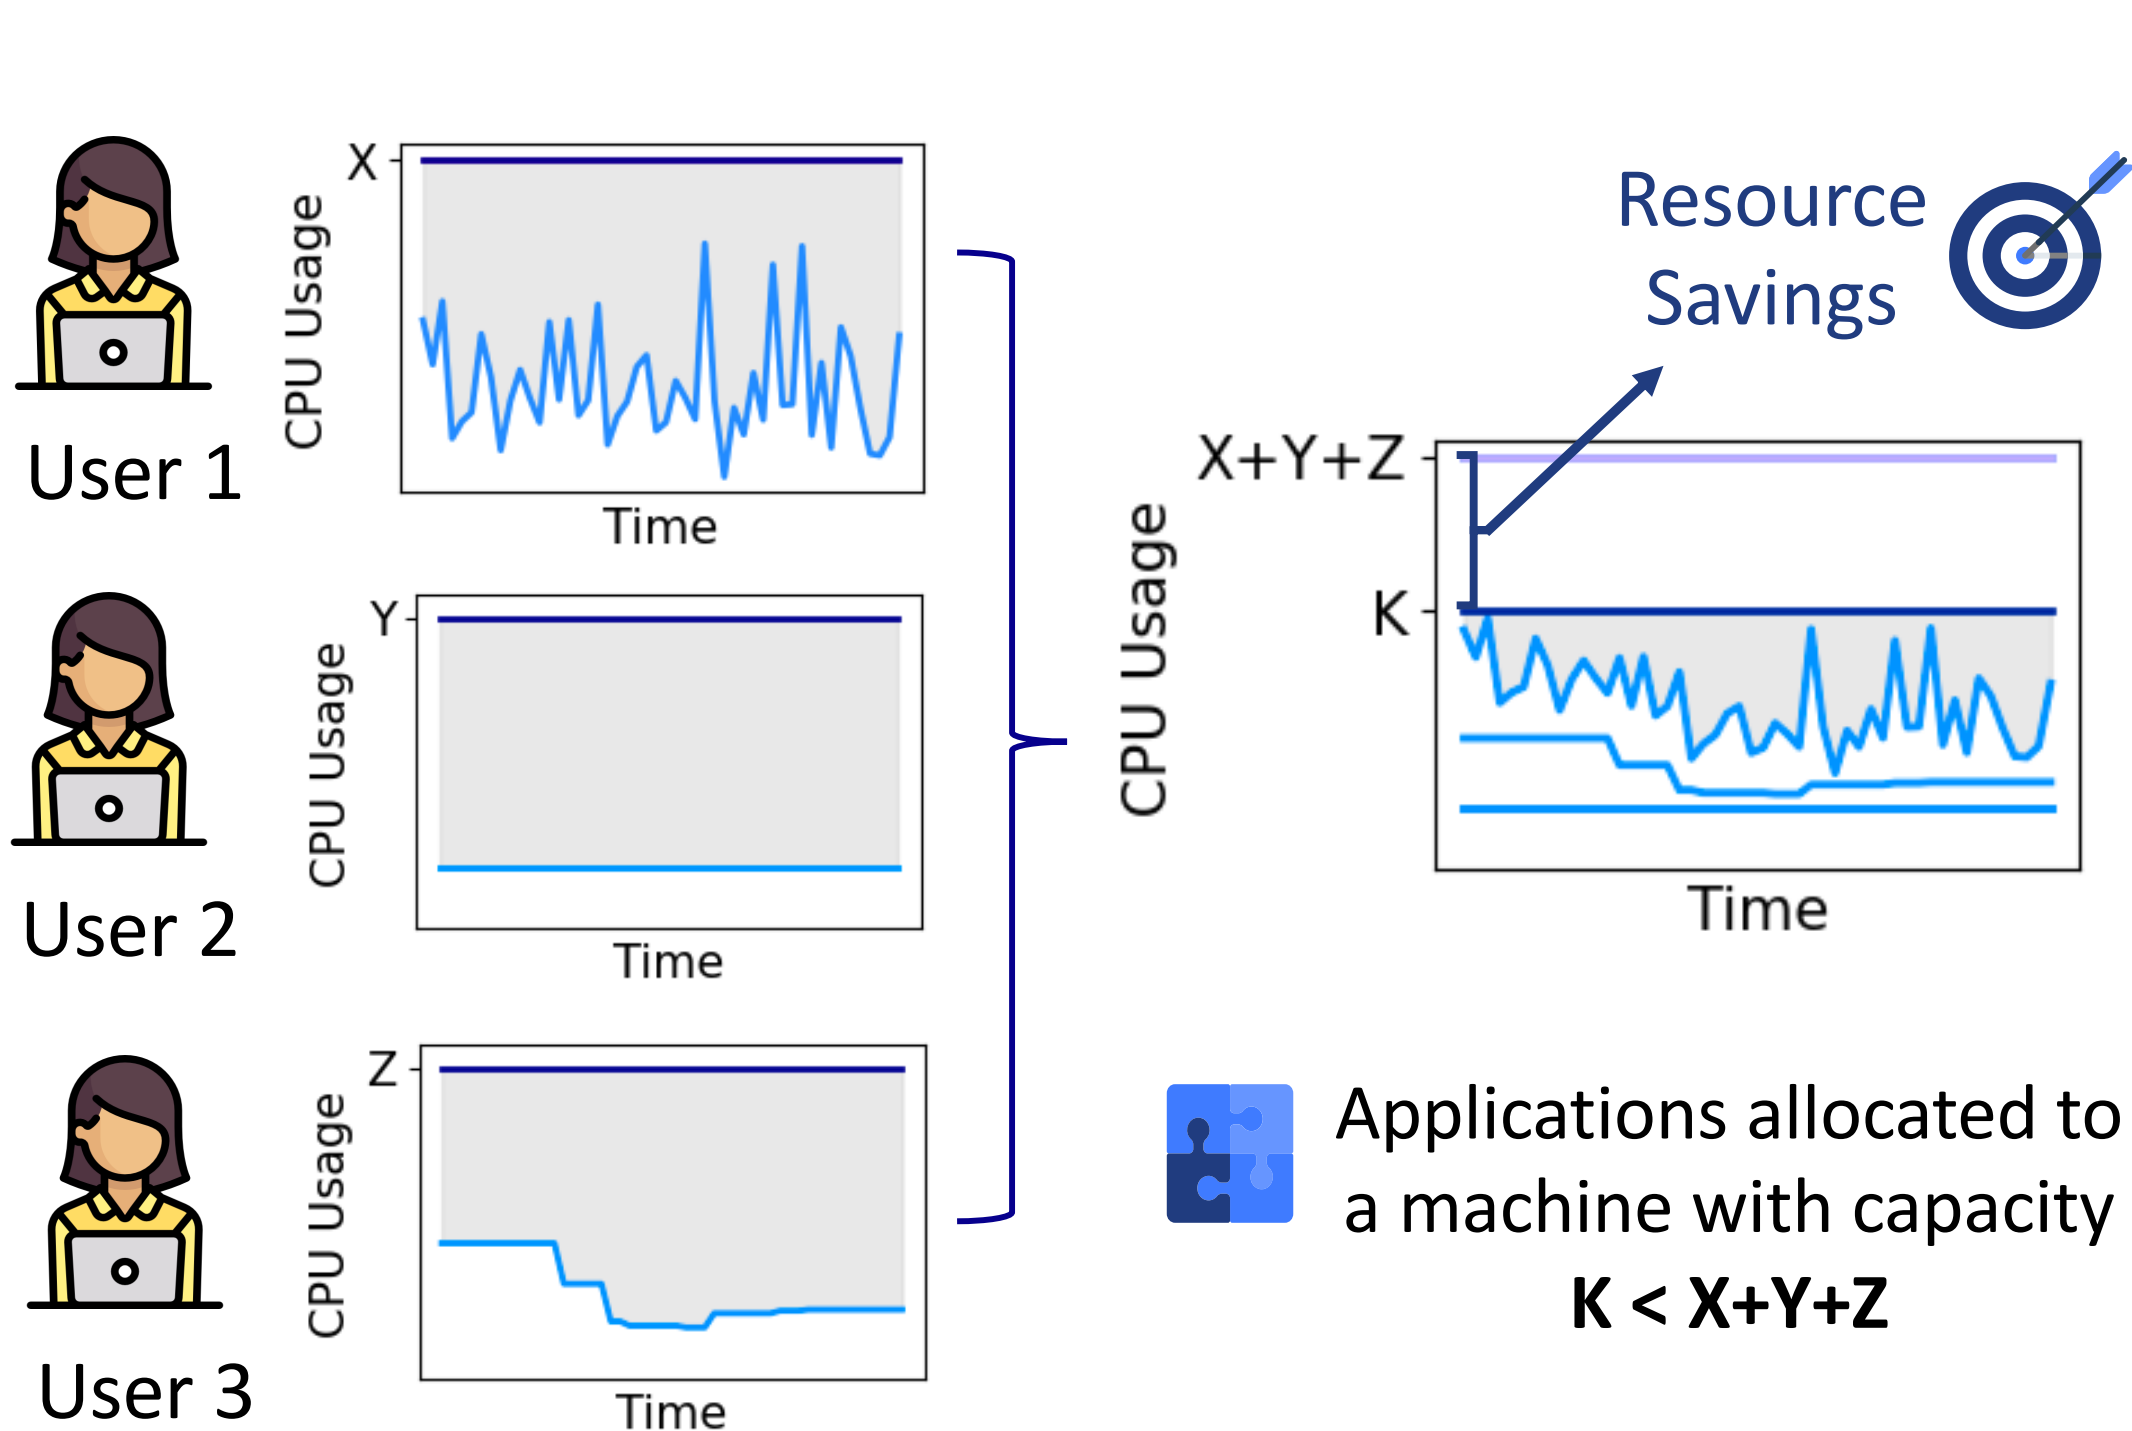 X
CPU Usage
Time
User 1
Y
CPU Usage
Time
User 2
Z
CPU Usage
Time
User 3
Resource
Savings
X+Y+Z
K
CPU Usage
Time
Applications allocated to
a machine with capacity
K < X+Y+Z